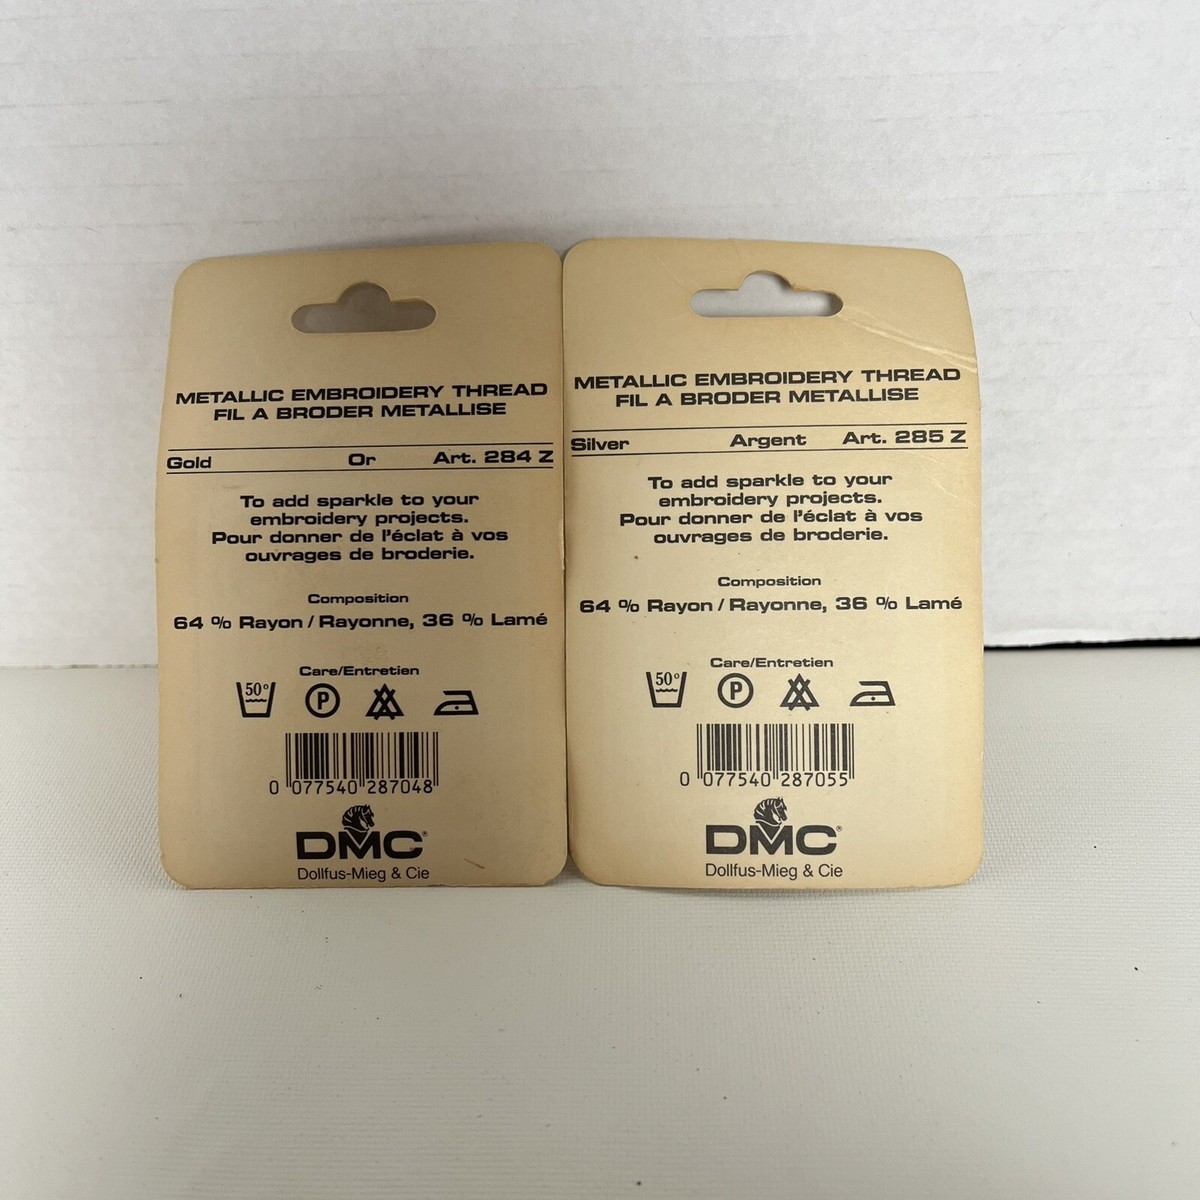 METALLIC EMBROIDERY THREAD
FIL A BRODER METALLISE
Gold Or Art. 284 Z
To add sparkle to your
embroidery projects.
Pour donner de l'éclat à vos
ouvrages de broderie.
Composition
64 % Rayon / Rayonne, 36 % Lamé
Care/Entretien
50° P
0 077540 287048
DMC®
Dollfus-Mieg & Cie
METALLIC EMBROIDERY THREAD
FIL A BRODER METALLISE
Silver Argent Art. 285 Z
To add sparkle to your
embroidery projects.
Pour donner de l'éclat à vos
ouvrages de broderie.
Composition
64 % Rayon / Rayonne, 36 % Lamé
Care/Entretien
50° P
0 077540 287055
DMC®
Dollfus-Mieg & Cie